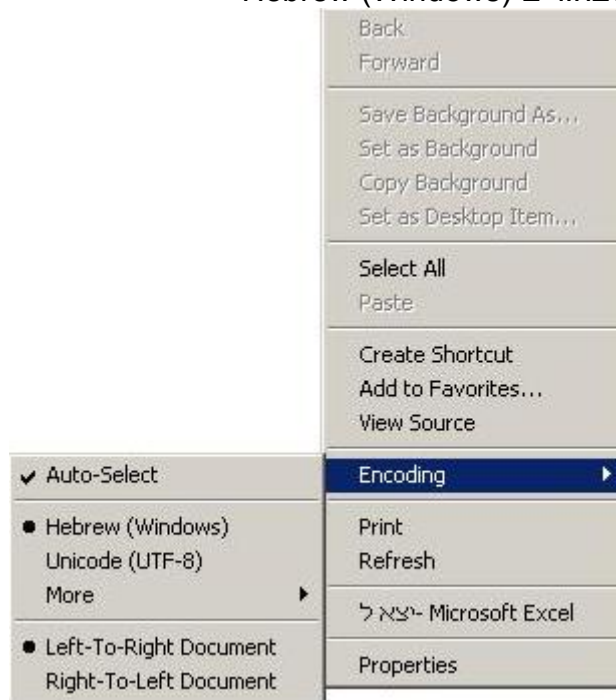 Hebrew (Windows)
Back
Forward
Save Background As...
Set as Background
Copy Background
Set as Desktop Item...
Select All
Paste
Create Shortcut
Add to Favorites...
View Source
Encoding
Print
Refresh
יצא ל- Microsoft Excel
Properties
Auto-Select
Hebrew (Windows)
Unicode (UTF-8)
More
Left-To-Right Document
Right-To-Left Document